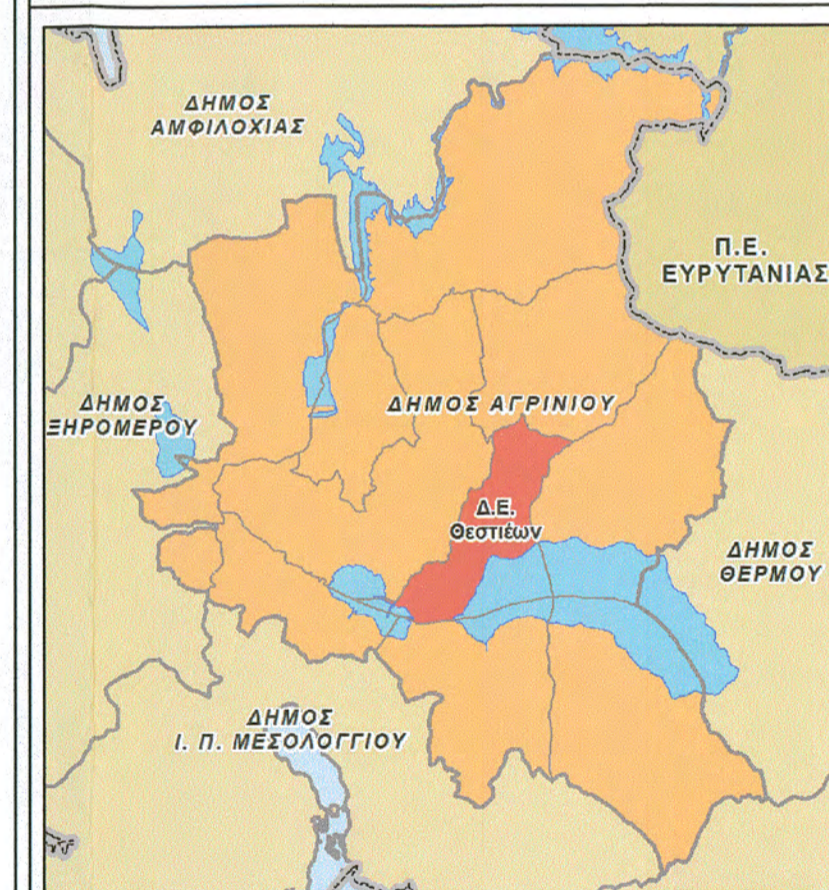 ΔΗΜΟΣ
ΑΜΦΙΛΟΧΙΑΣ
Π.Ε.
ΕΥΡΥΤΑΝΙΑΣ
ΔΗΜΟΣ
ΞΗΡΟΜΕΡΟΥ
ΔΗΜΟΣ ΑΓΡΙΝΙΟΥ
Δ.Ε.
Θεστιέων
ΔΗΜΟΣ
ΘΕΡΜΟΥ
ΔΗΜΟΣ
Ι. Π. ΜΕΣΟΛΟΓΓΙΟΥ